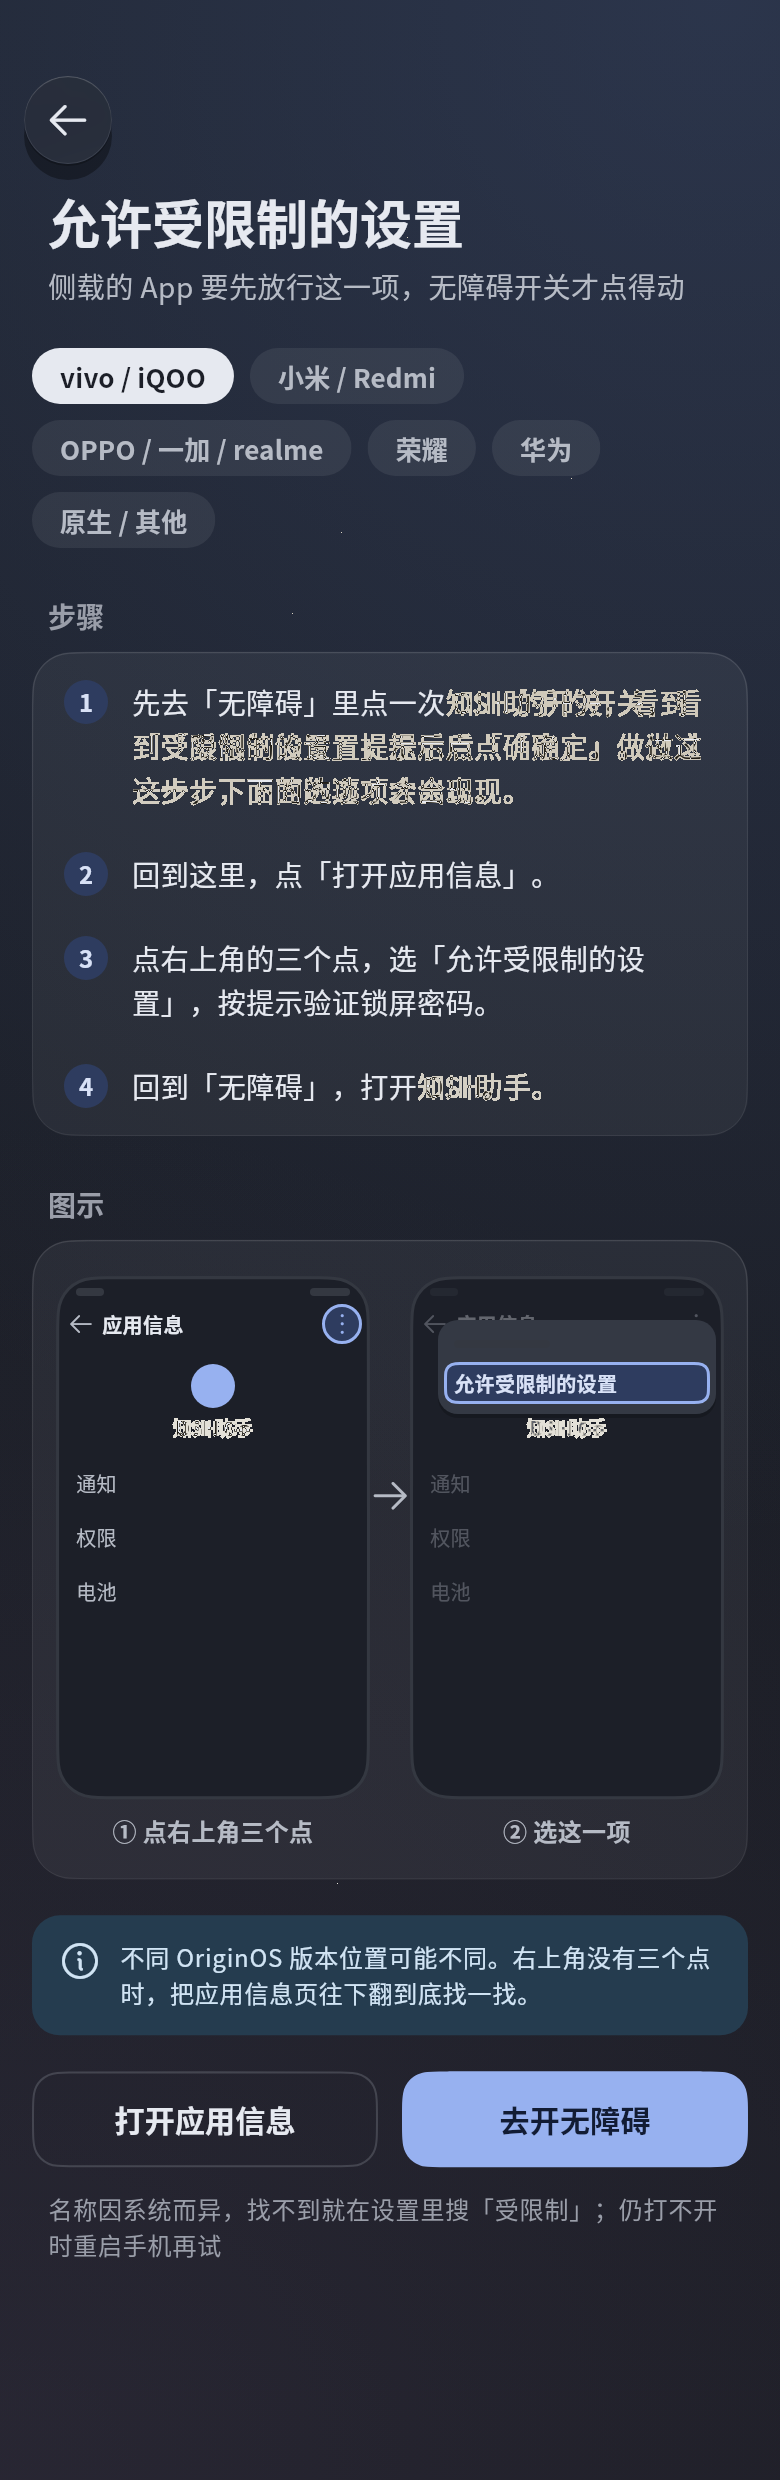 允许受限制的设置
侧载的 App 要先放行这一项，无障碍开关才点得动
vivo / iQOO
小米 / Redmi
OPPO / 一加 / realme
荣耀
华为
原生 / 其他
步骤
1 先去「无障碍」里点一次
2 回到这里，点「打开应用信息」。
3 点右上角的三个点，选「允许受限制的设
置」，按提示验证锁屏密码。
4 回到「无障碍」，打开
图示
应用信息
通知
权限
电池
应用信息
允许受限制的设置
通知
权限
电池
① 点右上角三个点
② 选这一项
不同 OriginOS 版本位置可能不同。右上角没有三个点
时，把应用信息页往下翻到底找一找。
打开应用信息
去开无障碍
名称因系统而异，找不到就在设置里搜「受限制」；仍打不开
时重启手机再试